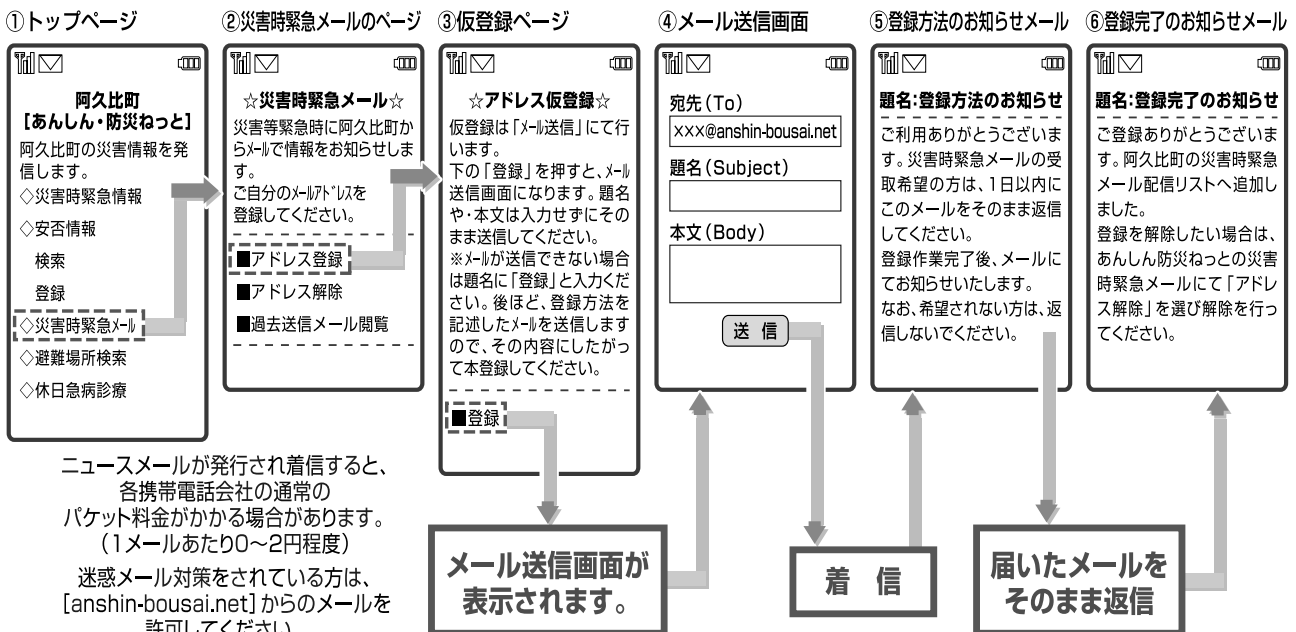 ①トップページ
阿久比町
[あんしん・防災ねっと]
阿久比町の災害情報を発
信します。
◇災害時緊急情報
◇安否情報
検索
登録
◇災害時緊急ﾒｰﾙ
◇避難場所検索
◇休日急病診療
ニュースメールが発行され着信すると、
各携帯電話会社の通常の
パケット料金がかかる場合があります。
（1メールあたり0～2円程度）
迷惑メール対策をされている方は、
[anshin-bousai.net]からのメールを
許可してください
②災害時緊急メールのページ
☆災害時緊急メール☆
災害等緊急時に阿久比町か
らﾒｰﾙで情報をお知らせしま
す。
ご自分のﾒｰﾙｱﾄﾞﾚｽを
登録してください。
■アドレス登録
■アドレス解除
■過去送信メール閲覧
③仮登録ページ
☆アドレス仮登録☆
仮登録は「ﾒｰﾙ送信」にて行
います。
下の「登録」を押すと、ﾒｰﾙ
送信画面になります。題名
や・本文は入力せずにその
まま送信してください。
※ﾒｰﾙが送信できない場合
は題名に「登録」と入力くだ
さい。後ほど、登録方法を
記述したﾒｰﾙを送信します
ので、その内容にしたがっ
て本登録してください。
■登録
メール送信画面が
表示されます。
④メール送信画面
宛先（To）
×××@anshin-bousai.net
題名（Subject）
本文（Body）
送 信
着 信
⑤登録方法のお知らせメール
題名:登録方法のお知らせ
ご利用ありがとうございま
す。災害時緊急メールの受
取希望の方は、1日以内に
このメールをそのまま返信
してください。
登録作業完了後、メールに
てお知らせいたします。
なお、希望されない方は、返
信しないでください。
届いたメールを
そのまま返信
⑥登録完了のお知らせメール
題名:登録完了のお知らせ
ご登録ありがとうございま
す。阿久比町の災害時緊急
メール配信リストへ追加し
ました。
登録を解除したい場合は、
あんしん防災ねっとの災害
時緊急メールにて「アドレ
ス解除」を選び解除を行っ
てください。